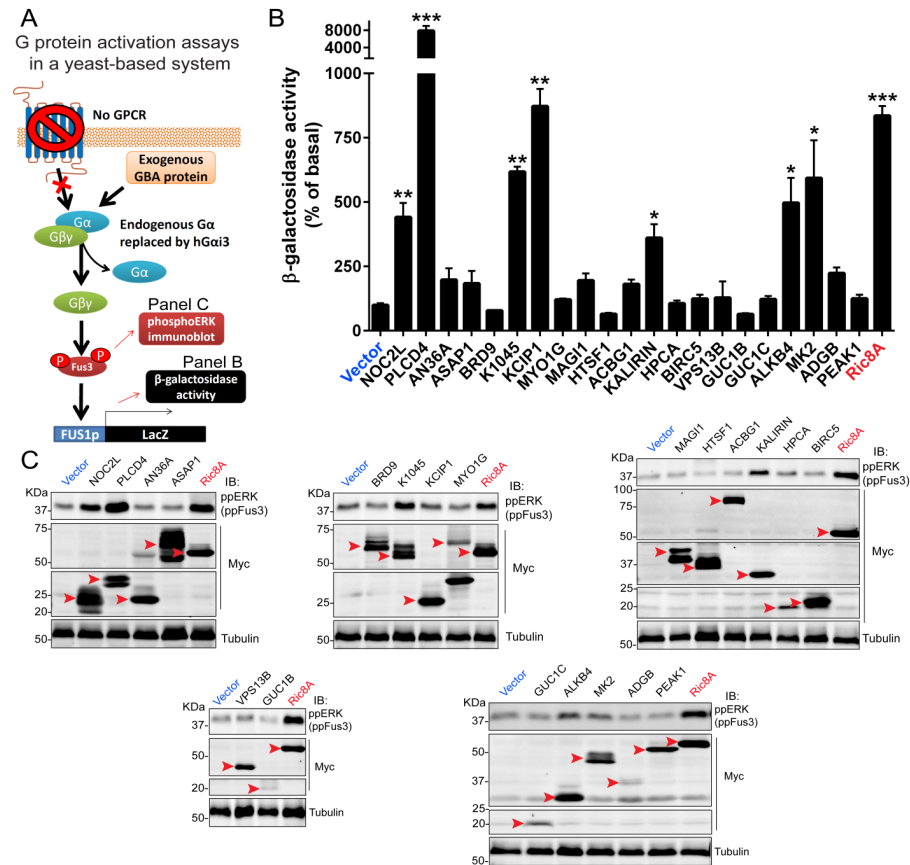 A
G protein activation assays
in a yeast-based system
No GPCR
Exogenous
GBA protein
Gα
Gβγ
Endogenous Gα
replaced by hGαi3
Gα
Gβγ
Panel C
phosphoERK
immunoblot
P
P
Fus3
Panel B
β-galactosidase
activity
FUS1p
LacZ
B
β-galactosidase activity
(% of basal)
8000
4000
1000
750
500
250
0
** *** ** ** * * * ***
Vector NOC2L PLCD4 AN36A ASAP1 BRD9 K1045 KCIP1 MYO1G MAGI1 HTSF1 ACBG1 KALIRIN HPCA BIRC5 VPS13B GUC1B GUC1C ALKB4 MK2 ADGB PEAK1 Ric8A
C
Vector NOC2L PLCD4 AN36A ASAP1 Ric8A
KDa
IB:
37
ppERK
(ppFus3)
75
50
Myc
37
25
20
50
Tubulin
Vector BRD9 K1045 KCIP1 MYO1G Ric8A
KDa
IB:
37
ppERK
(ppFus3)
75
50
Myc
37
25
50
Tubulin
Vector MAGI1 HTSF1 ACBG1 KALIRIN HPCA BIRC5 Ric8A
KDa
IB:
37
ppERK
(ppFus3)
100
75
50
Myc
37
25
20
50
Tubulin
Vector VPS13B GUC1B Ric8A
KDa
IB:
37
ppERK
(ppFus3)
50
37
Myc
20
50
Tubulin
Vector GUC1C ALKB4 MK2 ADGB PEAK1 Ric8A
KDa
IB:
37
ppERK
(ppFus3)
50
Myc
37
25
25
20
50
Tubulin